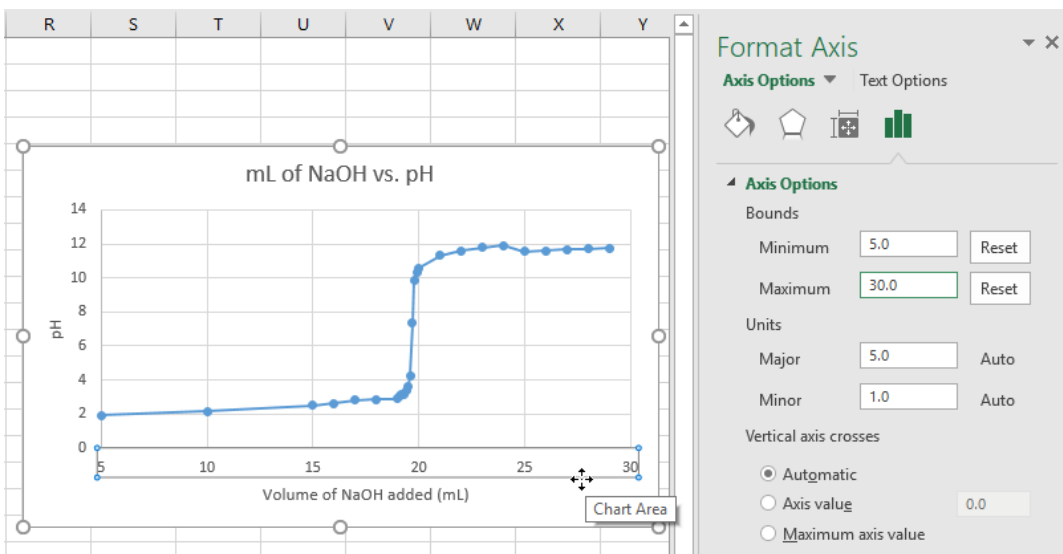 R S T U V W X Y
Format Axis
Axis Options Text Options
mL of NaOH vs. pH
14
12
10
8
6
4
2
0
pH
5 10 15 20 25 30
Volume of NaOH added (mL)
Chart Area
Axis Options
Bounds
Minimum 5.0 Reset
Maximum 30.0 Reset
Units
Major 5.0 Auto
Minor 1.0 Auto
Vertical axis crosses
Automatic
Axis value 0.0
Maximum axis value